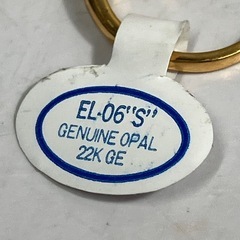 EL-06"S"
GENUINE OPAL
22K GE